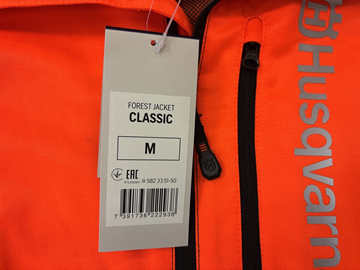 FOREST JACKET
CLASSIC
M
EAC
# 582 33 51-50
7 391736 222938
H
Husqvarn